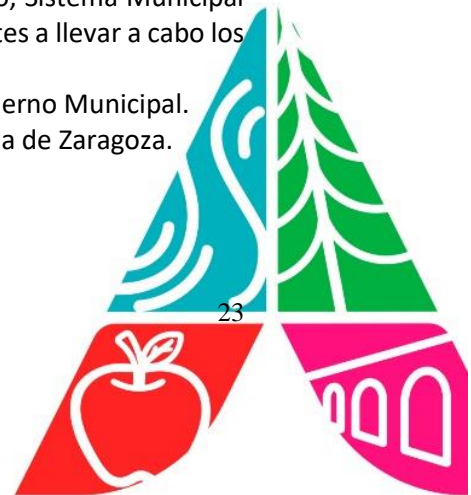 Sistema Municipal
tes a llevar a cabo los
erno Municipal.
a de Zaragoza.
23